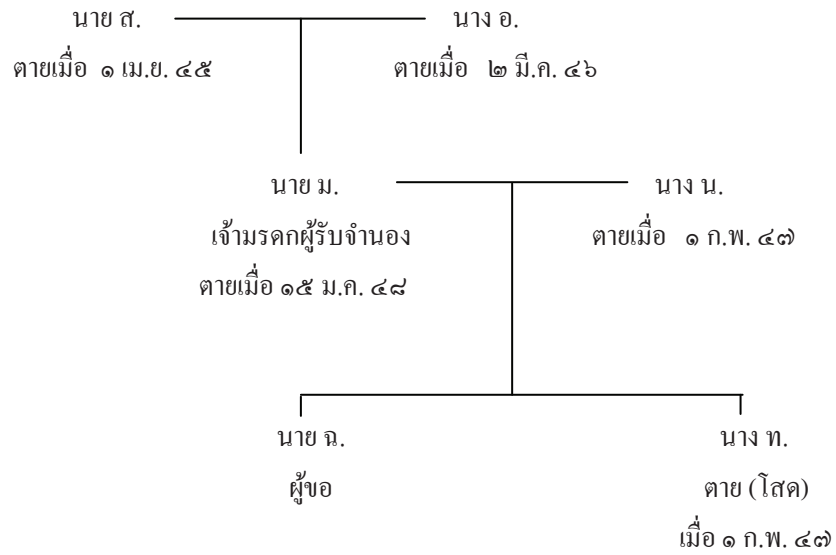 นาย ส. นาง อ.
ตายเมื่อ ๑ เม.ย. ๔๕ ตายเมื่อ ๒ มี.ค. ๔๖
นาย ม. นาง น.
เจ้ามรดกผู้รับจำนอง ตายเมื่อ ๑ ก.พ. ๔๗
ตายเมื่อ ๑๕ ม.ค. ๔๘
นาย ฉ. นาง ท.
ผู้ขอ ตาย (โสด)
เมื่อ ๑ ก.พ. ๔๗